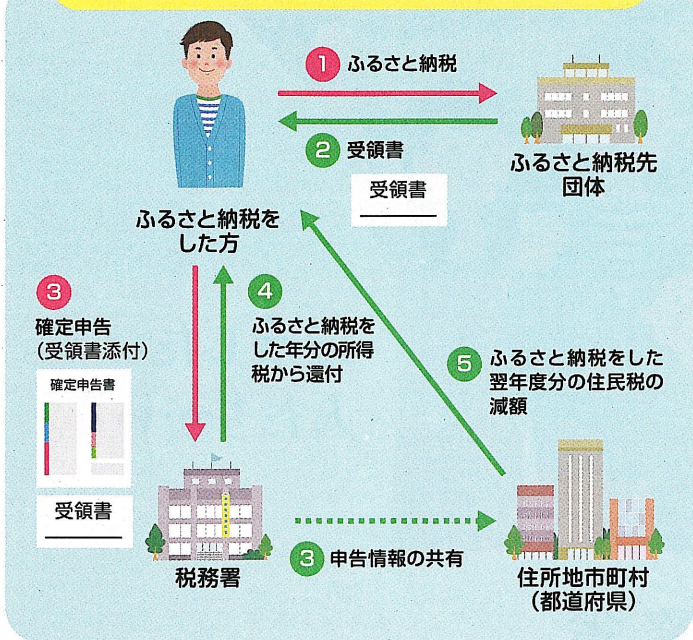 1 ふるさと納税
2 受領書
受領書
ふるさと納税先
団体
ふるさと納税を
した方
3
確定申告
（受領書添付）
確定申告書
受領書
4
ふるさと納税を
した年分の所得
税から還付
5 ふるさと納税をした
翌年度分の住民税の
減額
税務署
3 申告情報の共有
住所地市町村
（都道府県）